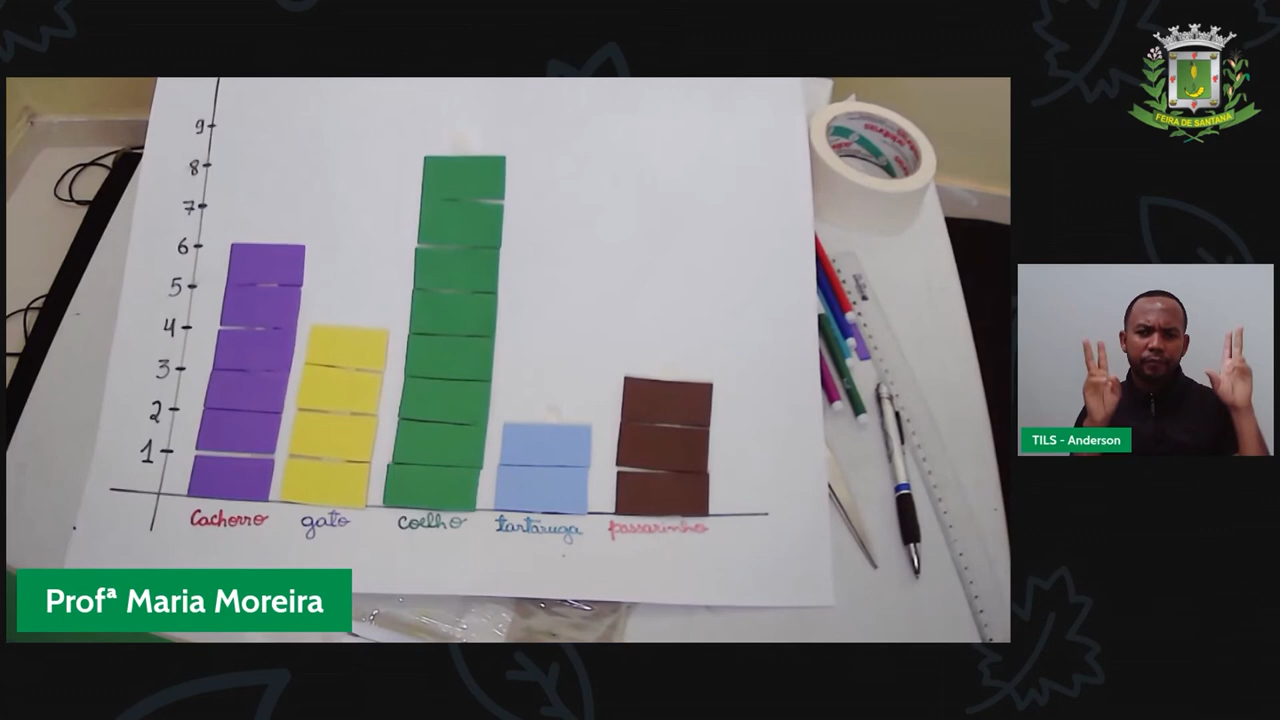 FEIRA DE SANTANA
9
8
7
6
5
4
3
2
1
Cachorro gato coelho tartaruga passarinho
TILS - Anderson
Profª Maria Moreira